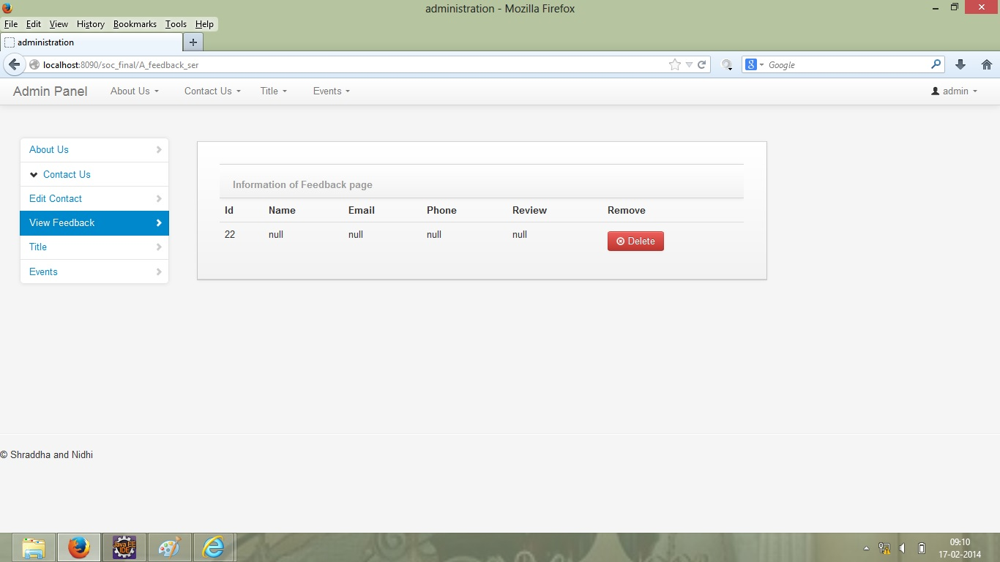 administration - Mozilla Firefox
File Edit View History Bookmarks Tools Help
administration
localhost:8090/soc_final/A_feedback_ser
8 Google
Admin Panel About Us Contact Us Title Events admin
About Us
Contact Us
Edit Contact
View Feedback
Title
Events
Information of Feedback page
Id Name Email Phone Review Remove
22 null null null null Delete
© Shraddha and Nidhi
Java EE
IDE
09:10
17-02-2014